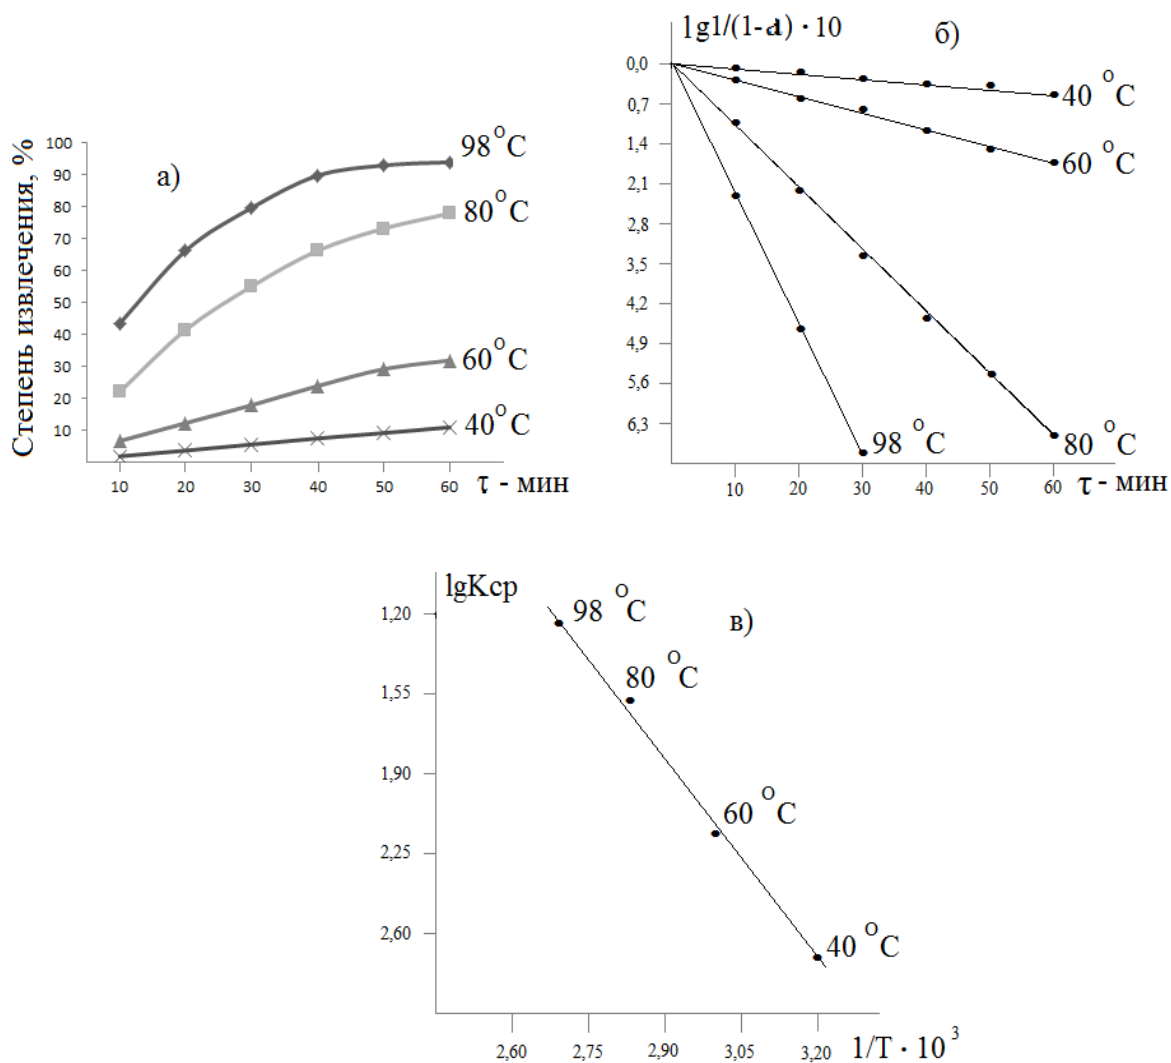 а)
Степень извлечения, %
100
90
80
70
60
50
40
30
20
10
98°C
80°C
60°C
40°C
10 20 30 40 50 60 τ - мин
б)
lg1/(1-α) · 10
0,0
0,7
1,4
2,1
2,8
3,5
4,2
4,9
5,6
6,3
40 °C
60 °C
98 °C
80 °C
10 20 30 40 50 60 τ - мин
в)
lgKcp
1,20
1,55
1,90
2,25
2,60
98 °C
80 °C
60 °C
40 °C
2,60 2,75 2,90 3,05 3,20 1/T · 10³